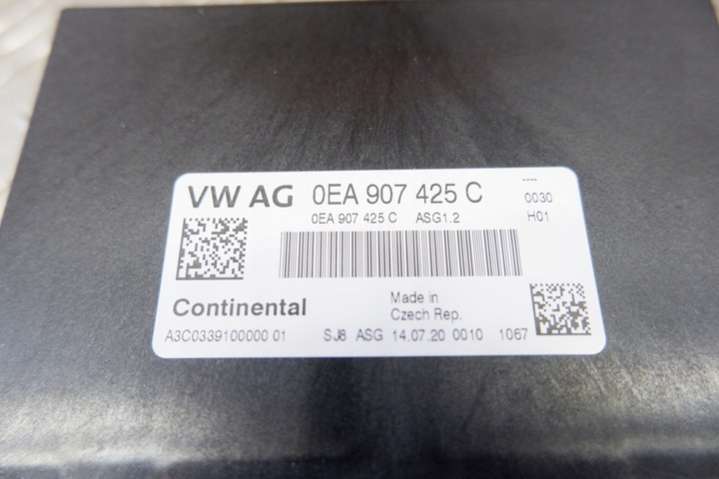 VW AG 0EA 907 425 C
----
0030
0EA 907 425 C ASG1.2 H01
Continental
Made in
Czech Rep.
A3C0339100000 01 SJ8 ASG 14.07.20 0010 1067